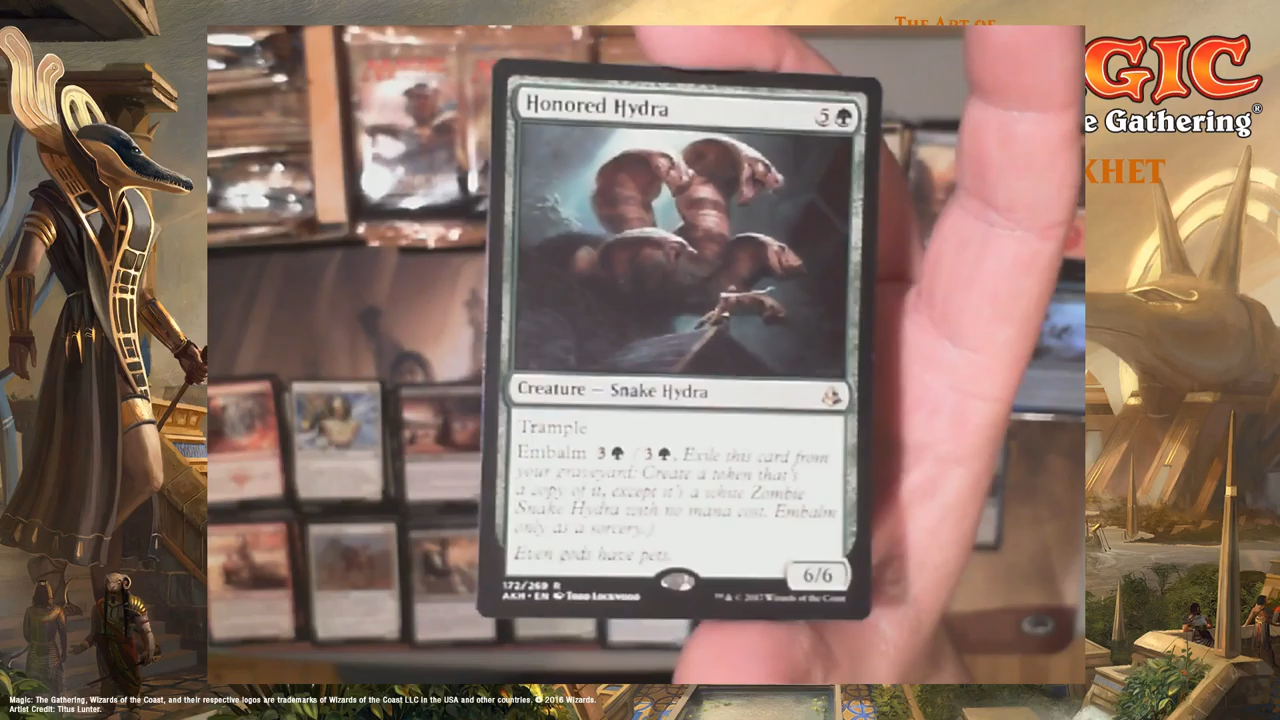 THE ART OF
GIC
e Gathering®
KHET
Honored Hydra
5
Creature — Snake Hydra
Trample
Embalm 3 (3, Exile this card from
your graveyard: Create a token that's
a copy of it, except it's a white Zombie
Snake Hydra with no mana cost. Embalm
only as a sorcery.)
Even gods have pets.
6/6
172/269 R
AKH • EN Todd Lockwood
™ & © 2017 Wizards of the Coast
Magic: The Gathering, Wizards of the Coast, and their respective logos are trademarks of Wizards of the Coast LLC in the USA and other countries. © 2016 Wizards.
Artist Credit: Titus Lunter.